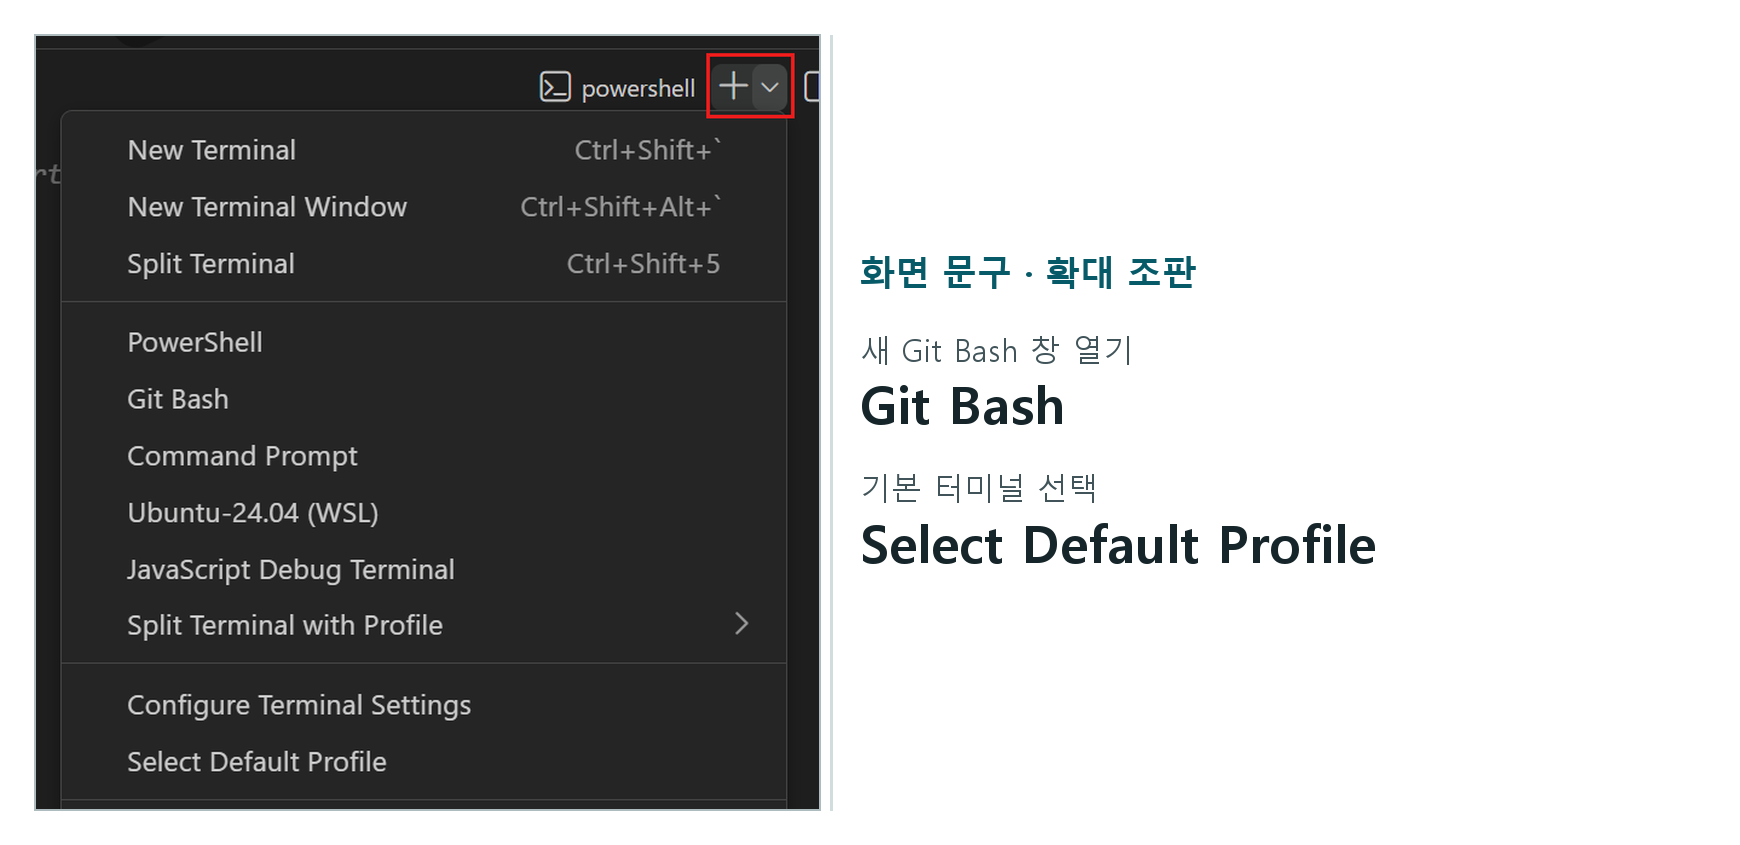 powershell
New Terminal Ctrl+Shift+`
New Terminal Window Ctrl+Shift+Alt+`
Split Terminal Ctrl+Shift+5
PowerShell
Git Bash
Command Prompt
Ubuntu-24.04 (WSL)
JavaScript Debug Terminal
Split Terminal with Profile
Configure Terminal Settings
Select Default Profile
화면 문구 · 확대 조판
새 Git Bash 창 열기
Git Bash
기본 터미널 선택
Select Default Profile